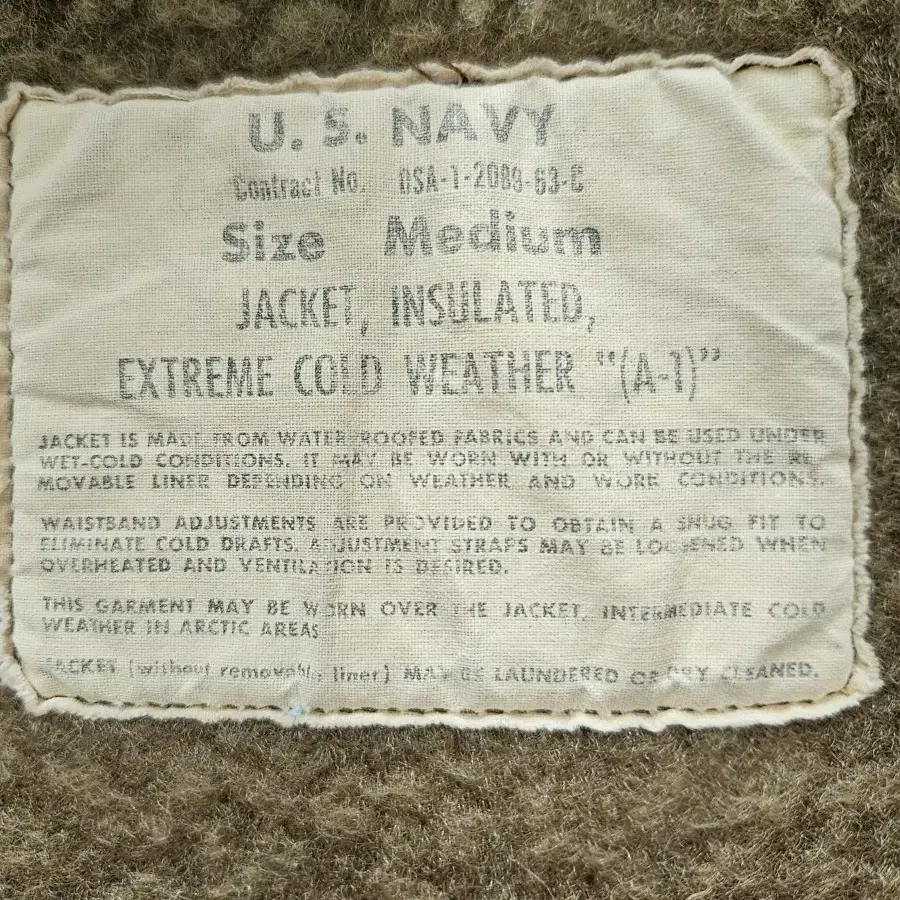 U. S. NAVY
Contract No. DSA-1-2089-63-C
Size Medium
JACKET, INSULATED,
EXTREME COLD WEATHER “(A-1)”
JACKET IS MADE FROM WATERPROOFED FABRICS AND CAN BE USED UNDER
WET-COLD CONDITIONS. IT MAY BE WORN WITH OR WITHOUT THE RE-
MOVABLE LINER DEPENDING ON WEATHER AND WORK CONDITIONS.
WAISTBAND ADJUSTMENTS ARE PROVIDED TO OBTAIN A SNUG FIT TO
ELIMINATE COLD DRAFTS. ADJUSTMENT STRAPS MAY BE LOOSENED WHEN
OVERHEATED AND VENTILATION IS DESIRED.
THIS GARMENT MAY BE WORN OVER THE JACKET, INTERMEDIATE COLD
WEATHER IN ARCTIC AREAS
JACKET (without removable liner) MAY BE LAUNDERED OR DRY CLEANED.